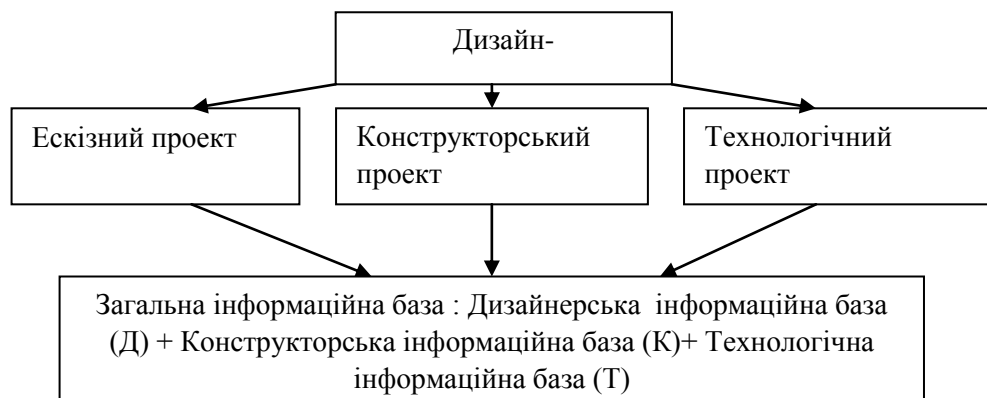 Дизайн-
Ескізний проект
Конструкторський
проект
Технологічний
проект
Загальна інформаційна база : Дизайнерська інформаційна база
(Д) + Конструкторська інформаційна база (К)+ Технологічна
інформаційна база (Т)